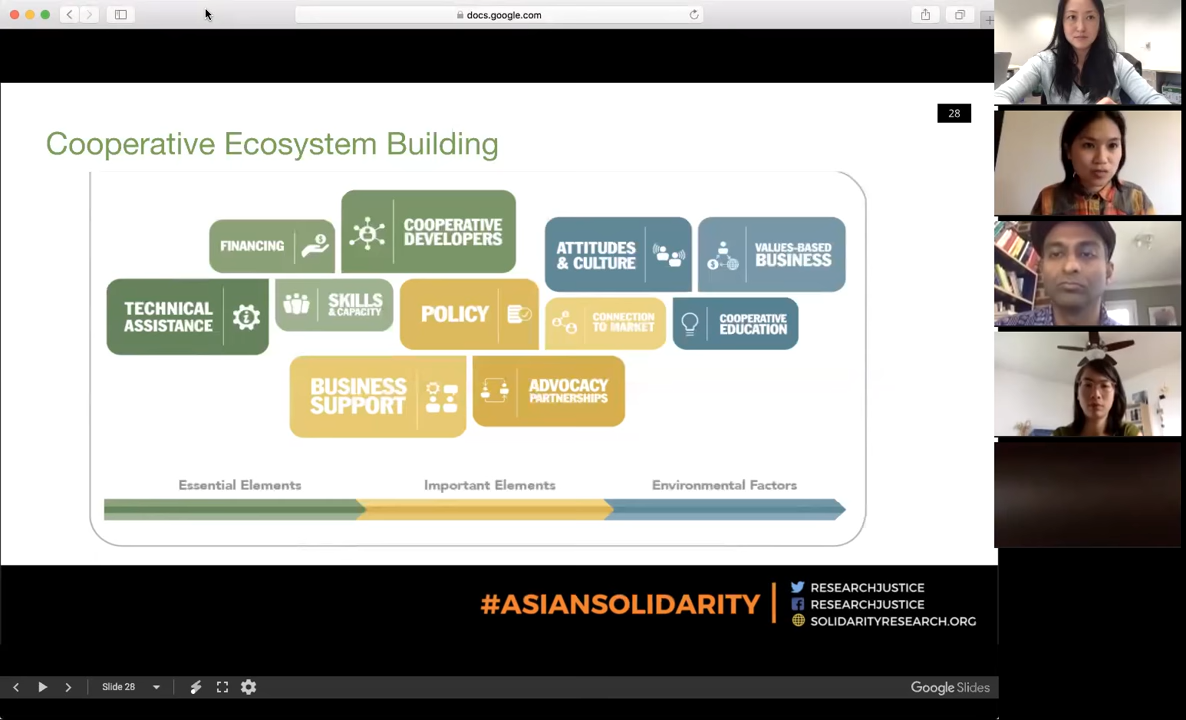 docs.google.com
28
Cooperative Ecosystem Building
FINANCING
COOPERATIVE
DEVELOPERS
ATTITUDES
& CULTURE
VALUES-BASED
BUSINESS
TECHNICAL
ASSISTANCE
SKILLS
& CAPACITY
POLICY
CONNECTION
TO MARKET
COOPERATIVE
EDUCATION
BUSINESS
SUPPORT
ADVOCACY
PARTNERSHIPS
Essential Elements
Important Elements
Environmental Factors
#ASIANSOLIDARITY
RESEARCHJUSTICE
RESEARCHJUSTICE
SOLIDARITYRESEARCH.ORG
Slide 28
Google Slides